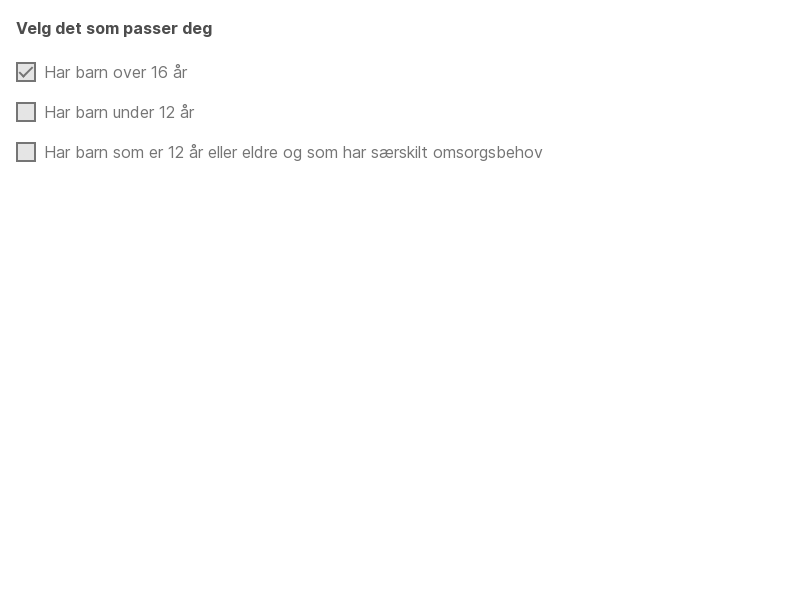 Velg det som passer deg
Har barn over 16 år
Har barn under 12 år
Har barn som er 12 år eller eldre og som har særskilt omsorgsbehov